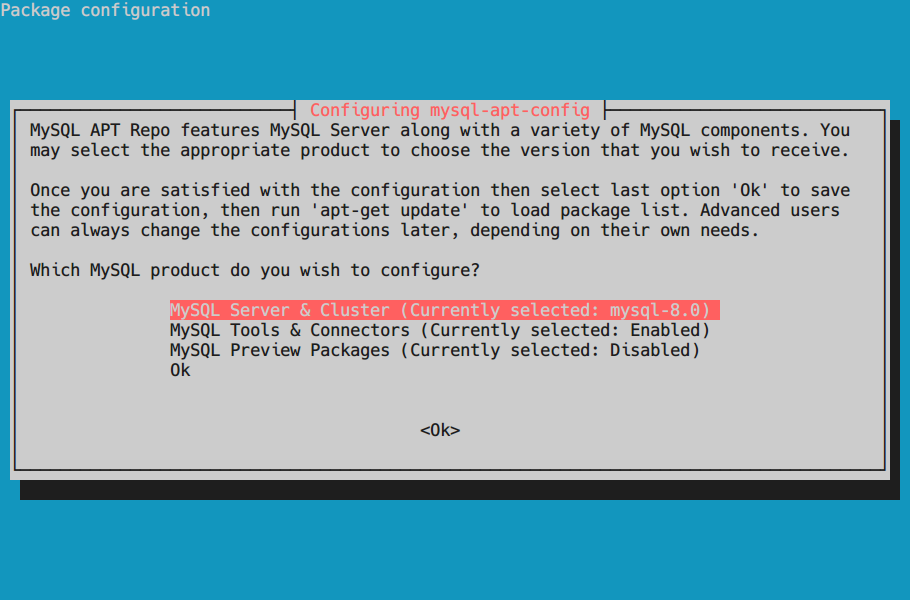 Package configuration
Configuring mysql-apt-config
MySQL APT Repo features MySQL Server along with a variety of MySQL components. You
may select the appropriate product to choose the version that you wish to receive.
Once you are satisfied with the configuration then select last option 'Ok' to save
the configuration, then run 'apt-get update' to load package list. Advanced users
can always change the configurations later, depending on their own needs.
Which MySQL product do you wish to configure?
MySQL Server & Cluster (Currently selected: mysql-8.0)
MySQL Tools & Connectors (Currently selected: Enabled)
MySQL Preview Packages (Currently selected: Disabled)
Ok
<Ok>